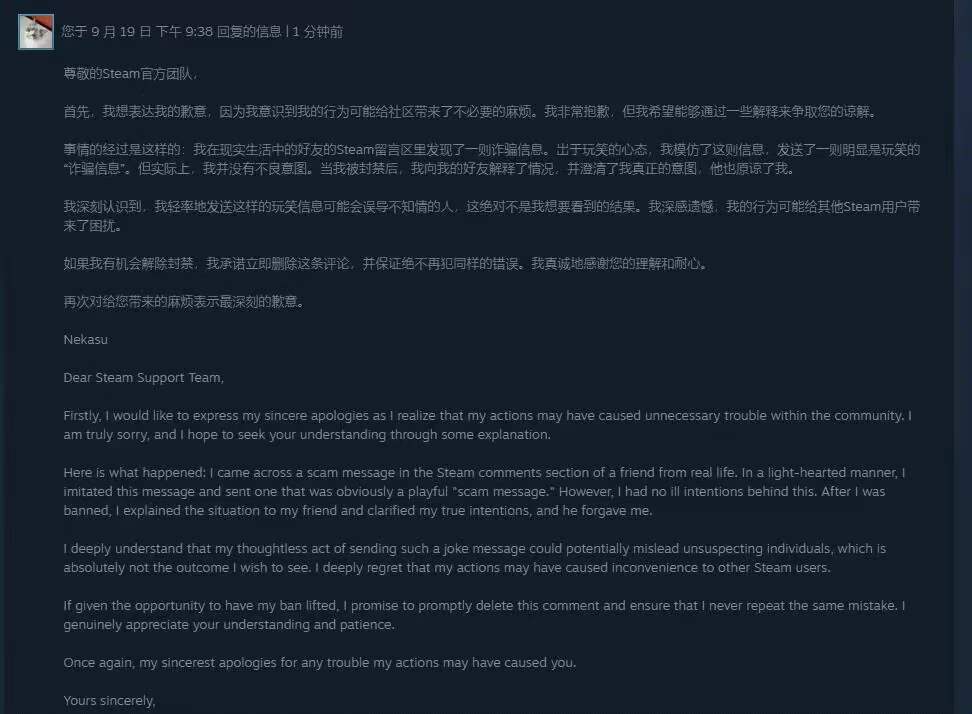 您于 9 月 19 日 下午 9:38 回复的信息 | 1 分钟前
尊敬的Steam官方团队，
首先，我想表达我的歉意，因为我意识到我的行为可能给社区带来了不必要的麻烦。我非常抱歉，但我希望能够通过一些解释来争取您的谅解。
事情的经过是这样的：我在现实生活中的好友的Steam留言区里发现了一则诈骗信息。出于玩笑的心态，我模仿了这则信息，发送了一则明显是玩笑的
“诈骗信息”。但实际上，我并没有不良意图。当我被封禁后，我向我的好友解释了情况，并澄清了我真正的意图，他也原谅了我。
我深刻认识到，我轻率地发送这样的玩笑信息可能会误导不知情的人，这绝对不是我想要看到的结果。我深感遗憾，我的行为可能给其他Steam用户带
来了困扰。
如果我有机会解除封禁，我承诺立即删除这条评论，并保证绝不再犯同样的错误。我真诚地感谢您的理解和耐心。
再次对给您带来的麻烦表示最深刻的歉意。
Nekasu
Dear Steam Support Team,
Firstly, I would like to express my sincere apologies as I realize that my actions may have caused unnecessary trouble within the community. I
am truly sorry, and I hope to seek your understanding through some explanation.
Here is what happened: I came across a scam message in the Steam comments section of a friend from real life. In a light-hearted manner, I
imitated this message and sent one that was obviously a playful "scam message." However, I had no ill intentions behind this. After I was
banned, I explained the situation to my friend and clarified my true intentions, and he forgave me.
I deeply understand that my thoughtless act of sending such a joke message could potentially mislead unsuspecting individuals, which is
absolutely not the outcome I wish to see. I deeply regret that my actions may have caused inconvenience to other Steam users.
If given the opportunity to have my ban lifted, I promise to promptly delete this comment and ensure that I never repeat the same mistake. I
genuinely appreciate your understanding and patience.
Once again, my sincerest apologies for any trouble my actions may have caused you.
Yours sincerely,